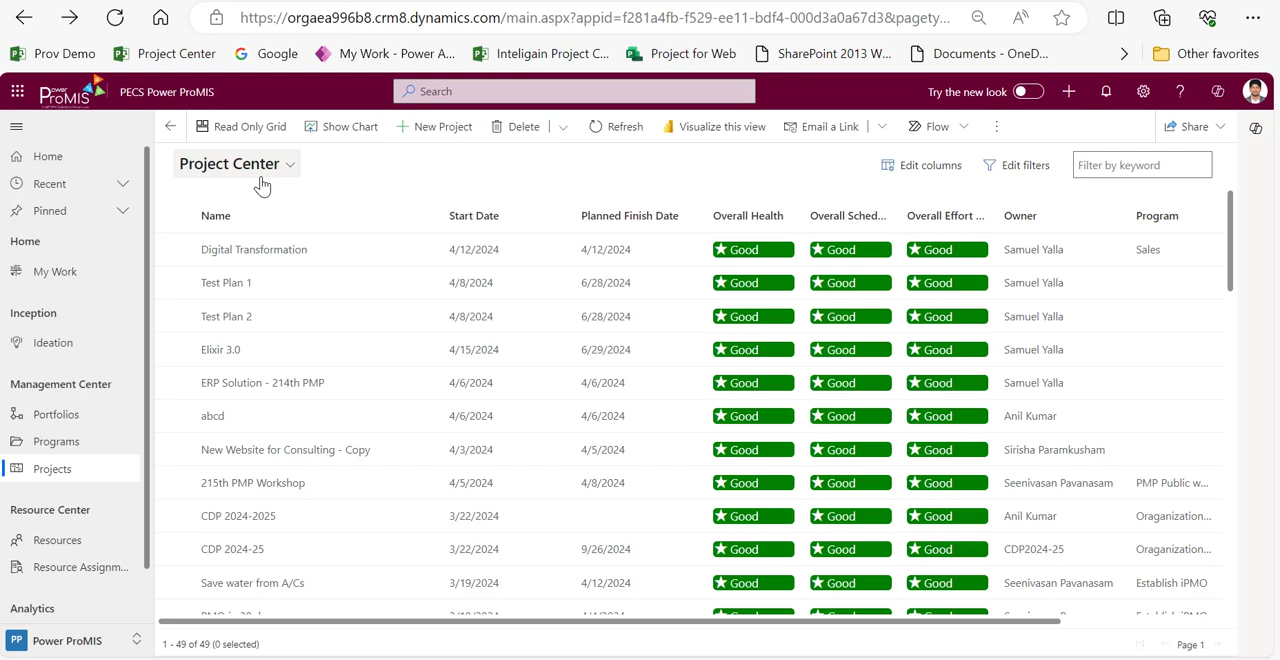 https://orgaea996b8.crm8.dynamics.com/main.aspx?appid=f281a4fb-f529-ee11-bdf4-000d3a0a67d3&pagety...
Prov Demo Project Center Google My Work - Power A... Inteligain Project C... Project for Web SharePoint 2013 W... Documents - OneD... Other favorites
Power ProMIS PECS Power ProMIS Search Try the new look
Read Only Grid Show Chart New Project Delete Refresh Visualize this view Email a Link Flow Share
Home
Recent
Pinned
Home
My Work
Inception
Ideation
Management Center
Portfolios
Programs
Projects
Resource Center
Resources
Resource Assignm...
Analytics
PP Power ProMIS
Project Center Edit columns Edit filters Filter by keyword
Name Start Date Planned Finish Date Overall Health Overall Sched... Overall Effort ... Owner Program
Digital Transformation 4/12/2024 4/12/2024 Good Good Good Samuel Yalla Sales
Test Plan 1 4/8/2024 6/28/2024 Good Good Good Samuel Yalla
Test Plan 2 4/8/2024 6/28/2024 Good Good Good Samuel Yalla
Elixir 3.0 4/15/2024 6/29/2024 Good Good Good Samuel Yalla
ERP Solution - 214th PMP 4/6/2024 4/6/2024 Good Good Good Samuel Yalla
abcd 4/6/2024 4/6/2024 Good Good Good Anil Kumar
New Website for Consulting - Copy 4/3/2024 4/5/2024 Good Good Good Sirisha Paramkusham
215th PMP Workshop 4/5/2024 4/8/2024 Good Good Good Seenivasan Pavanasam PMP Public w...
CDP 2024-2025 3/22/2024 Good Good Good Anil Kumar Oraganization...
CDP 2024-25 3/22/2024 9/26/2024 Good Good Good CDP2024-25 Oraganization...
Save water from A/Cs 3/19/2024 4/12/2024 Good Good Good Seenivasan Pavanasam Establish iPMO
1 - 49 of 49 (0 selected) Page 1